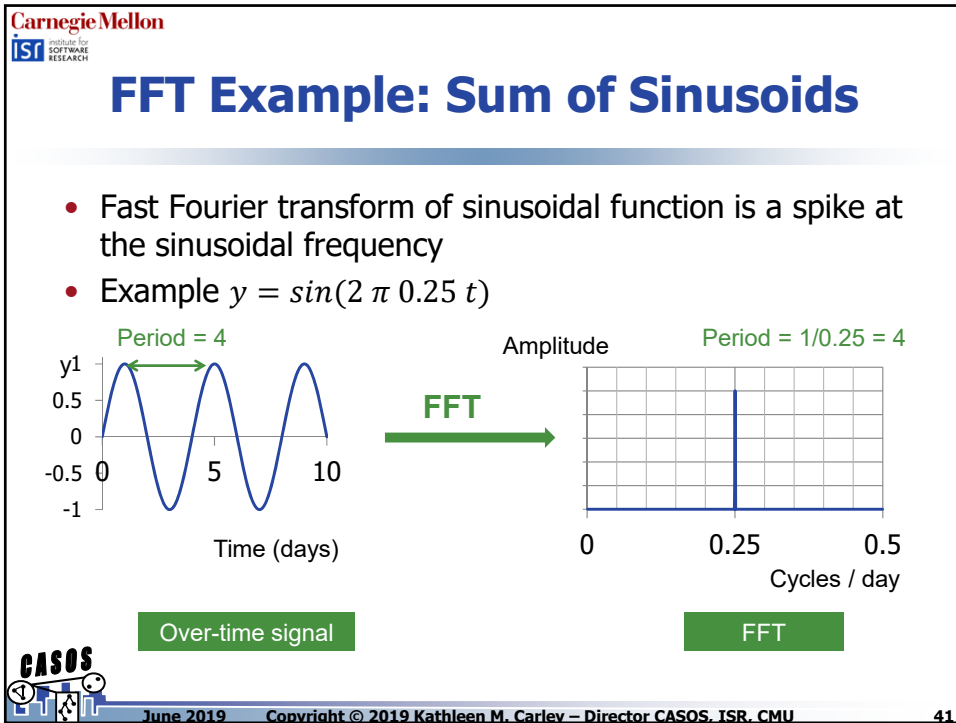 Carnegie Mellon
isr institute for SOFTWARE RESEARCH
FFT Example: Sum of Sinusoids
• Fast Fourier transform of sinusoidal function is a spike at
the sinusoidal frequency
• Example y = sin(2 π 0.25 t)
Period = 4
y1
0.5
0
-0.5
-1
0 5 10
Time (days)
FFT
Amplitude
Period = 1/0.25 = 4
0 0.25 0.5
Cycles / day
Over-time signal
FFT
CASOS
June 2019 Copyright © 2019 Kathleen M. Carley – Director CASOS, ISR, CMU 41